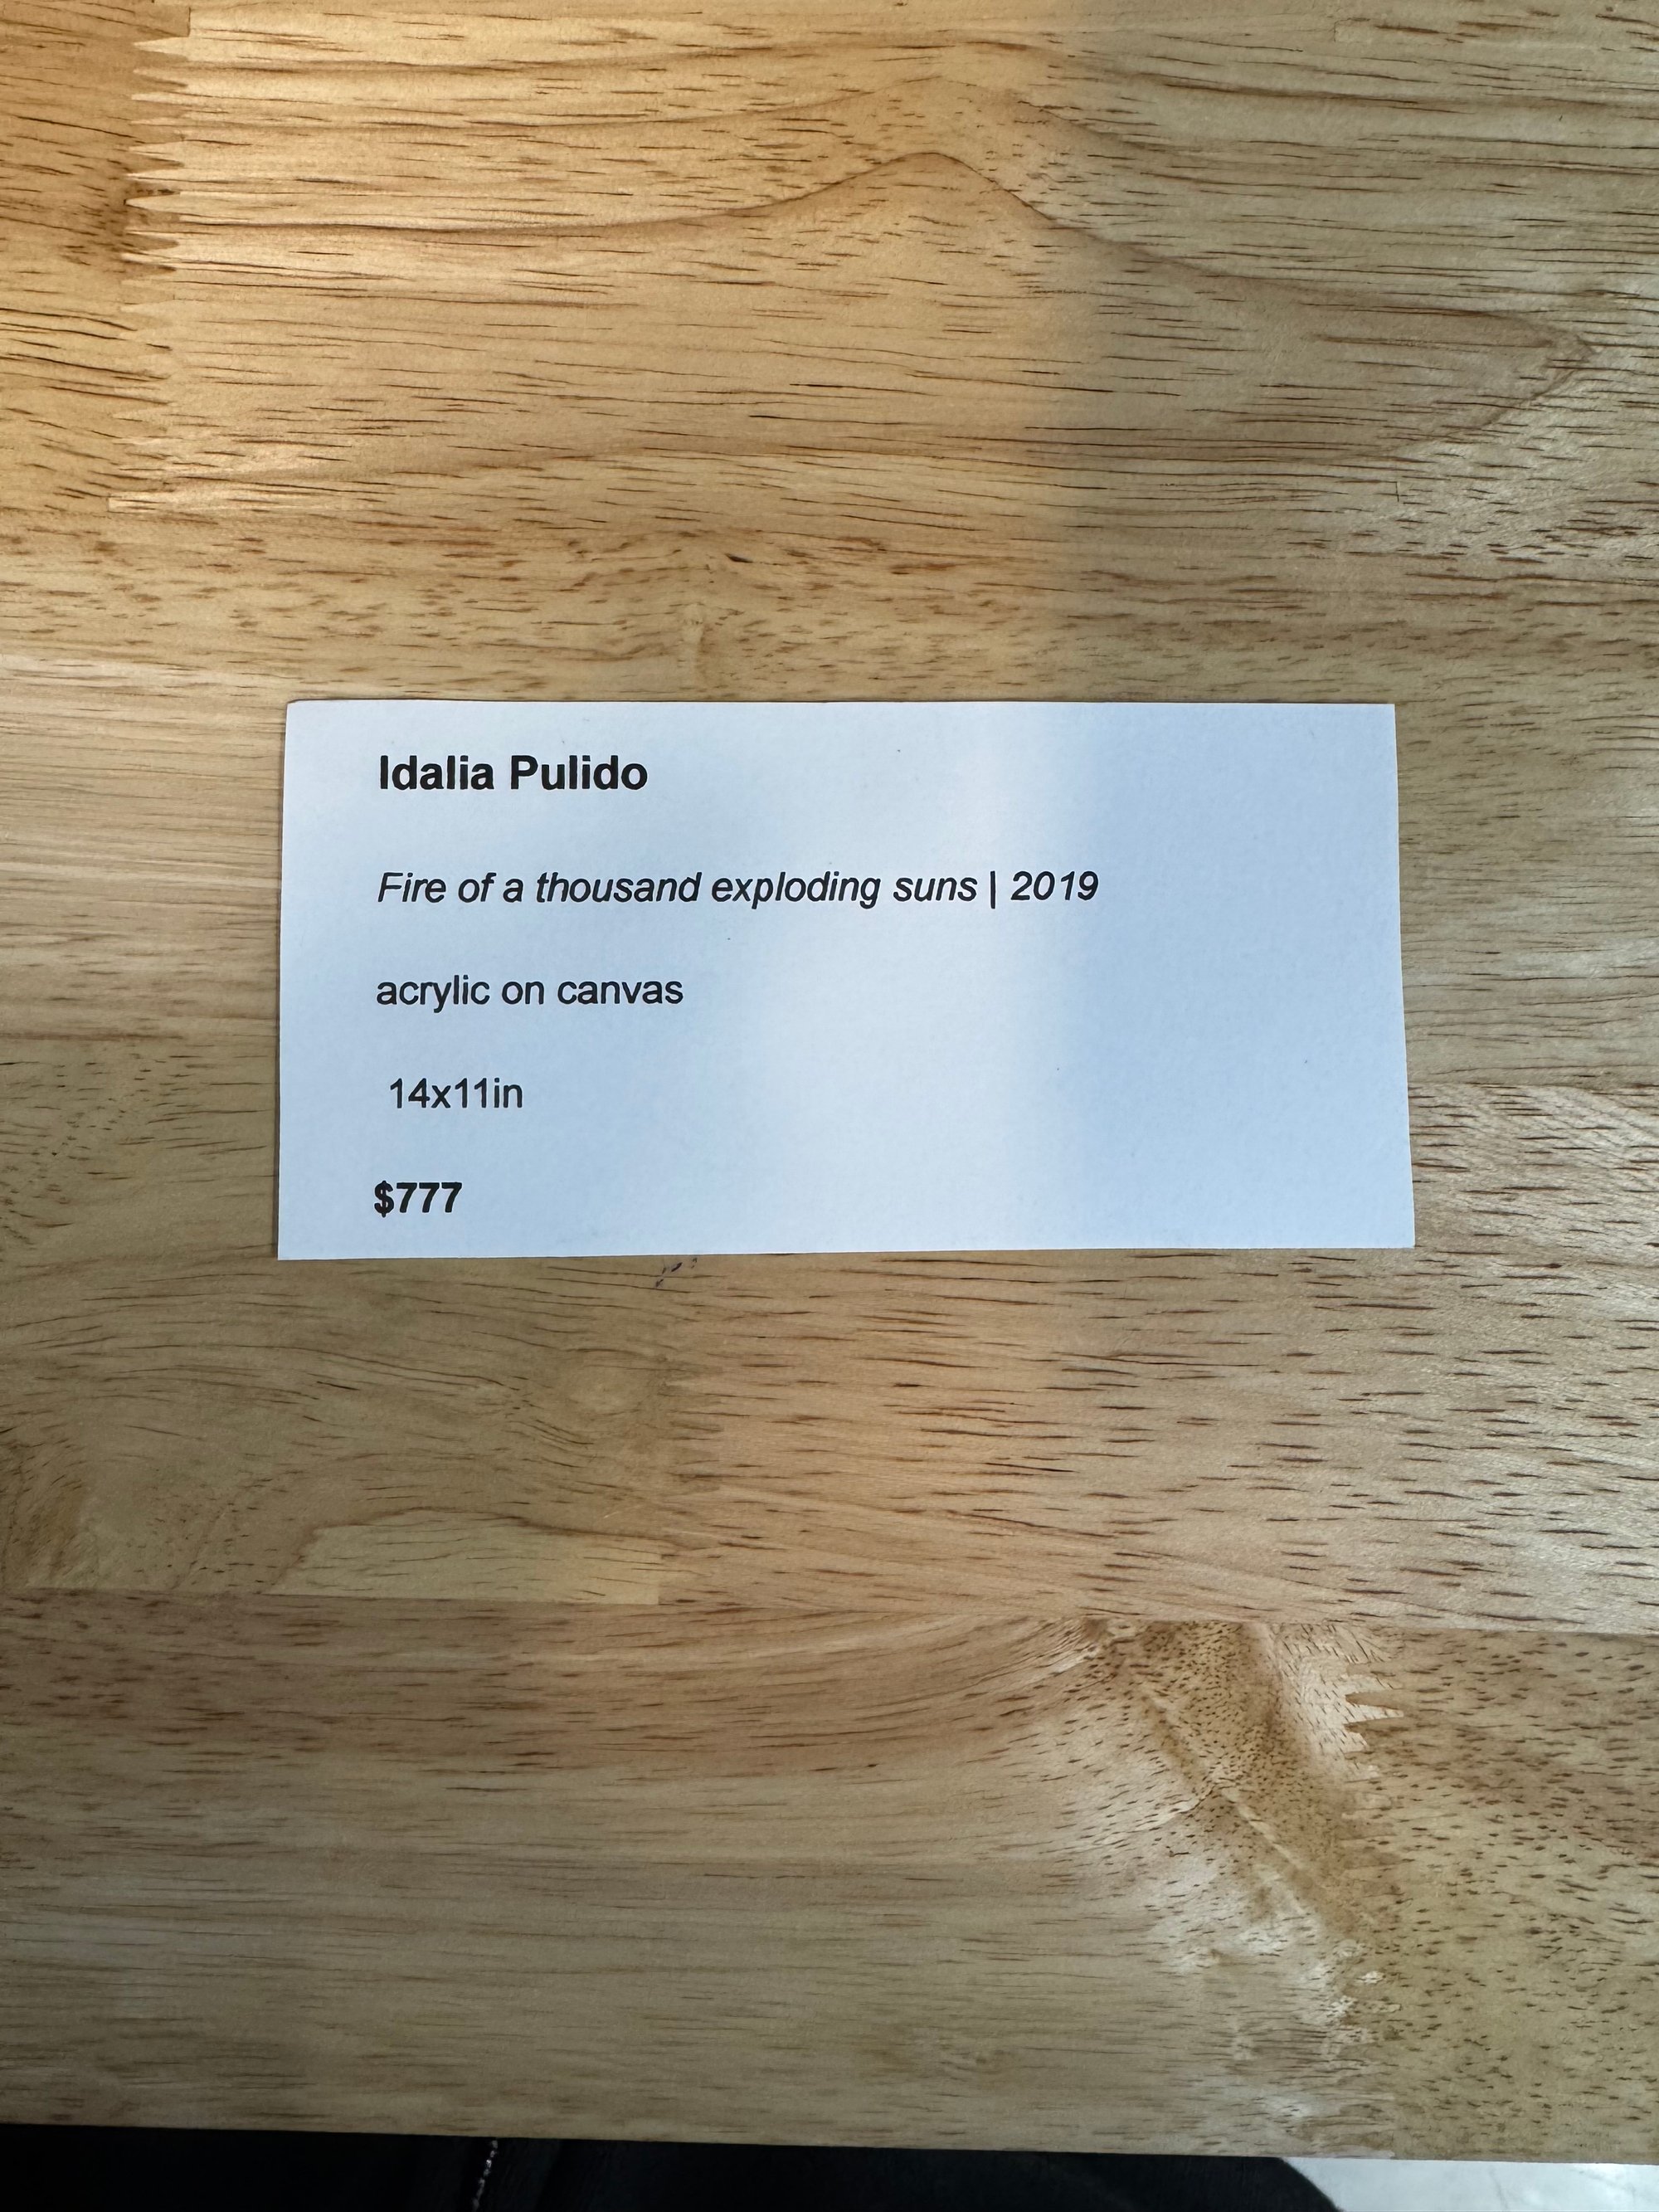 Idalia Pulido
Fire of a thousand exploding suns | 2019
acrylic on canvas
14x11in
$777